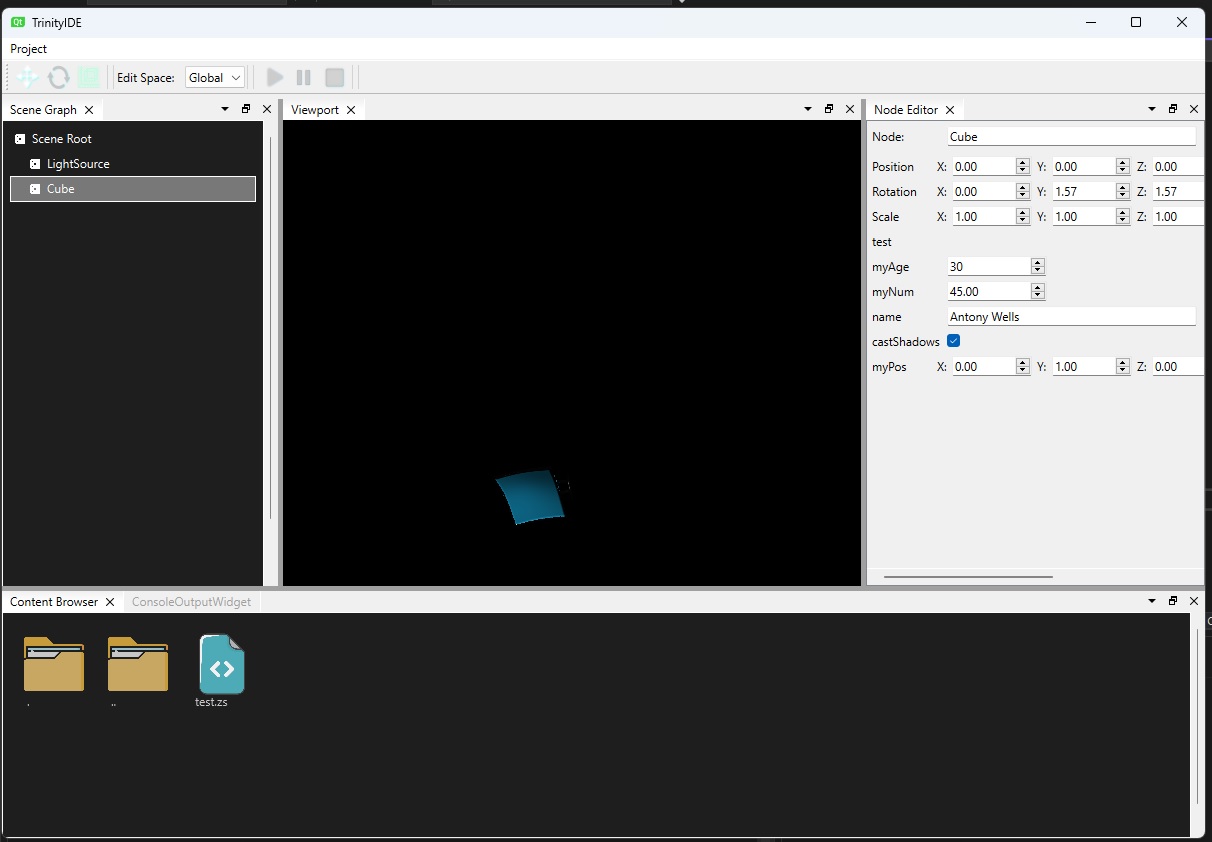 Qt TrinityIDE
Project
Edit Space: Global
Scene Graph
Scene Root
LightSource
Cube
Viewport
Node Editor
Node: Cube
Position X: 0.00 Y: 0.00 Z: 0.00
Rotation X: 0.00 Y: 1.57 Z: 1.57
Scale X: 1.00 Y: 1.00 Z: 1.00
test
myAge 30
myNum 45.00
name Antony Wells
castShadows
myPos X: 0.00 Y: 1.00 Z: 0.00
Content Browser ConsoleOutputWidget
. .. test.zs